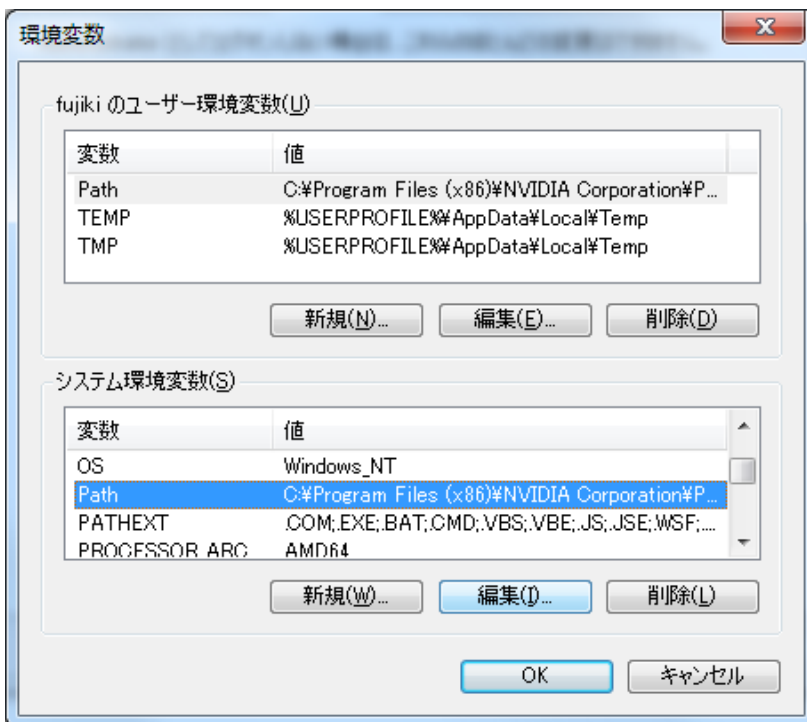 環境変数
fujiki のユーザー環境変数(U)
変数 値
Path C:¥Program Files (x86)¥NVIDIA Corporation¥P...
TEMP %USERPROFILE%¥AppData¥Local¥Temp
TMP %USERPROFILE%¥AppData¥Local¥Temp
新規(N)... 編集(E)... 削除(D)
システム環境変数(S)
変数 値
OS Windows_NT
Path C:¥Program Files (x86)¥NVIDIA Corporation¥P...
PATHEXT .COM;.EXE;.BAT;.CMD;.VBS;.VBE;.JS;.JSE;.WSF;....
PROCESSOR_ARC... AMD64
新規(W)... 編集(I)... 削除(L)
OK キャンセル